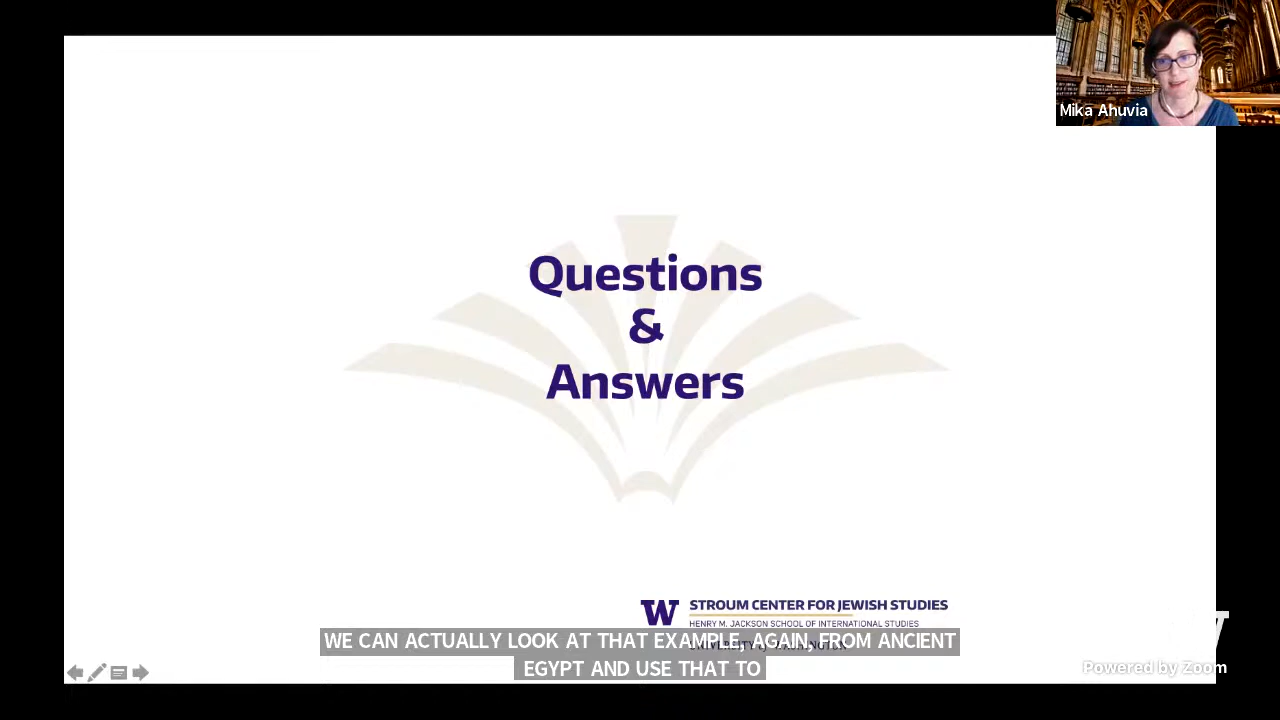 Mika Ahuvia
Questions
&
Answers
W STROUM CENTER FOR JEWISH STUDIES
HENRY M. JACKSON SCHOOL OF INTERNATIONAL STUDIES
WE CAN ACTUALLY LOOK AT THAT EXAMPLE, AGAIN, FROM ANCIENT
EGYPT AND USE THAT TO
Powered by Zoom